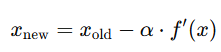 x_new = x_old − α · f′(x)